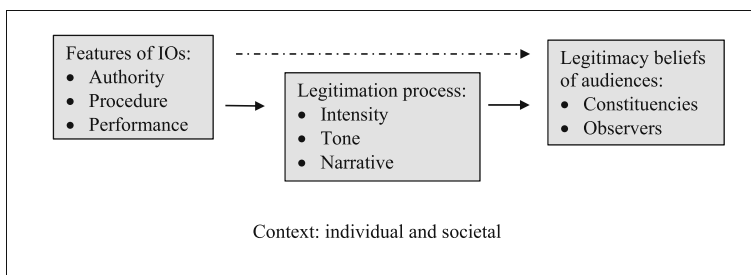 Features of IOs:
• Authority
• Procedure
• Performance
Legitimation process:
• Intensity
• Tone
• Narrative
Legitimacy beliefs
of audiences:
• Constituencies
• Observers
Context: individual and societal